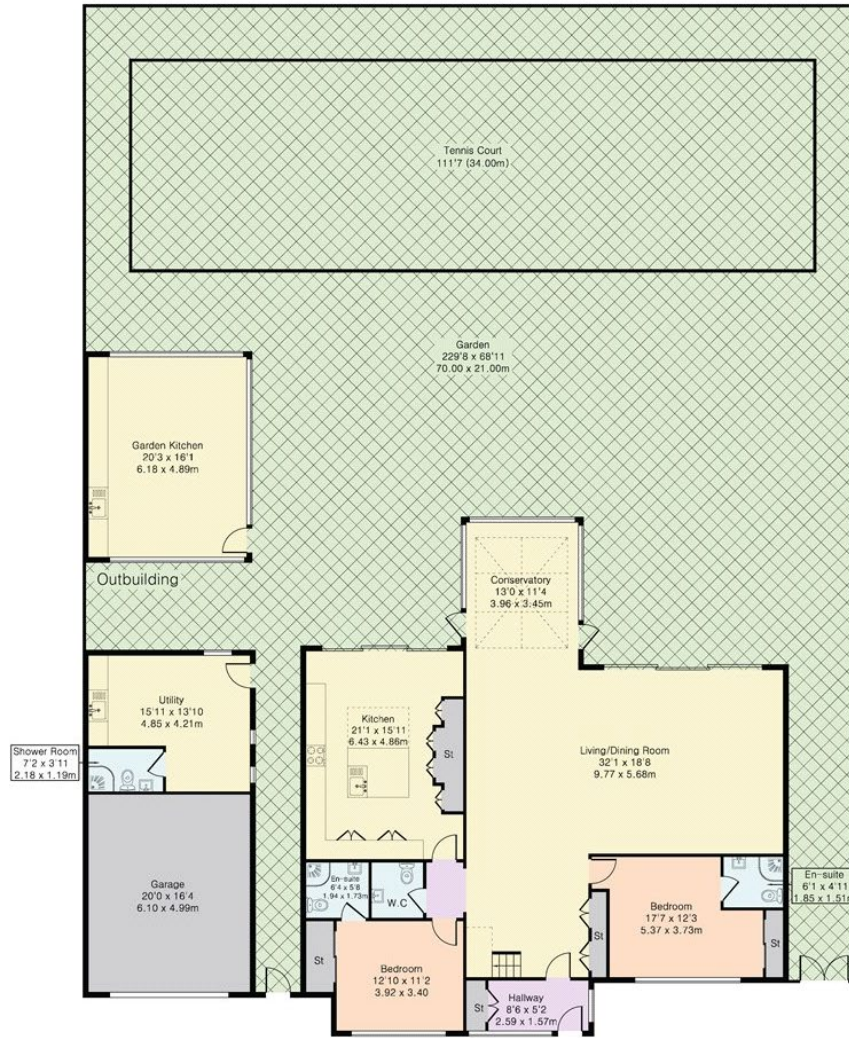 Tennis Court
111'7 (34.00m)
Garden
229'8 x 68'11
70.00 x 21.00m
Garden Kitchen
20'3 x 16'1
6.18 x 4.89m
Outbuilding
Conservatory
13'0 x 11'4
3.96 x 3.45m
Utility
15'11 x 13'10
4.85 x 4.21m
Kitchen
21'1 x 15'11
6.43 x 4.86m
St
Shower Room
7'2 x 3'11
2.18 x 1.19m
Living/Dining Room
32'1 x 18'8
9.77 x 5.68m
Garage
20'0 x 16'4
6.10 x 4.99m
En-suite
6'4 x 5'8
1.94 x 1.73m
W.C
En-suite
6'1 x 4'11
1.85 x 1.51m
Bedroom
17'7 x 12'3
5.37 x 3.73m
St
St
St
Bedroom
12'10 x 11'2
3.92 x 3.40
St
Hallway
8'6 x 5'2
2.59 x 1.57m